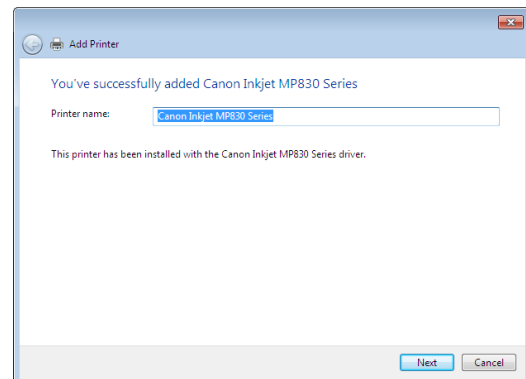 Add Printer
You've successfully added Canon Inkjet MP830 Series
Printer name: Canon Inkjet MP830 Series
This printer has been installed with the Canon Inkjet MP830 Series driver.
Next Cancel